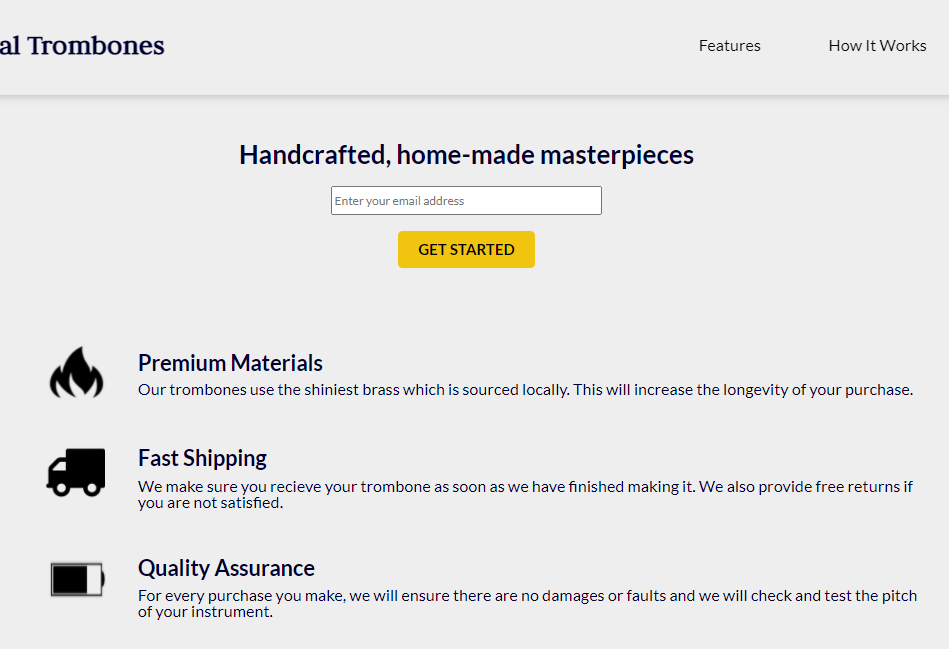 al Trombones
Features
How It Works
Handcrafted, home-made masterpieces
Enter your email address
GET STARTED
Premium Materials
Our trombones use the shiniest brass which is sourced locally. This will increase the longevity of your purchase.
Fast Shipping
We make sure you recieve your trombone as soon as we have finished making it. We also provide free returns if
you are not satisfied.
Quality Assurance
For every purchase you make, we will ensure there are no damages or faults and we will check and test the pitch
of your instrument.